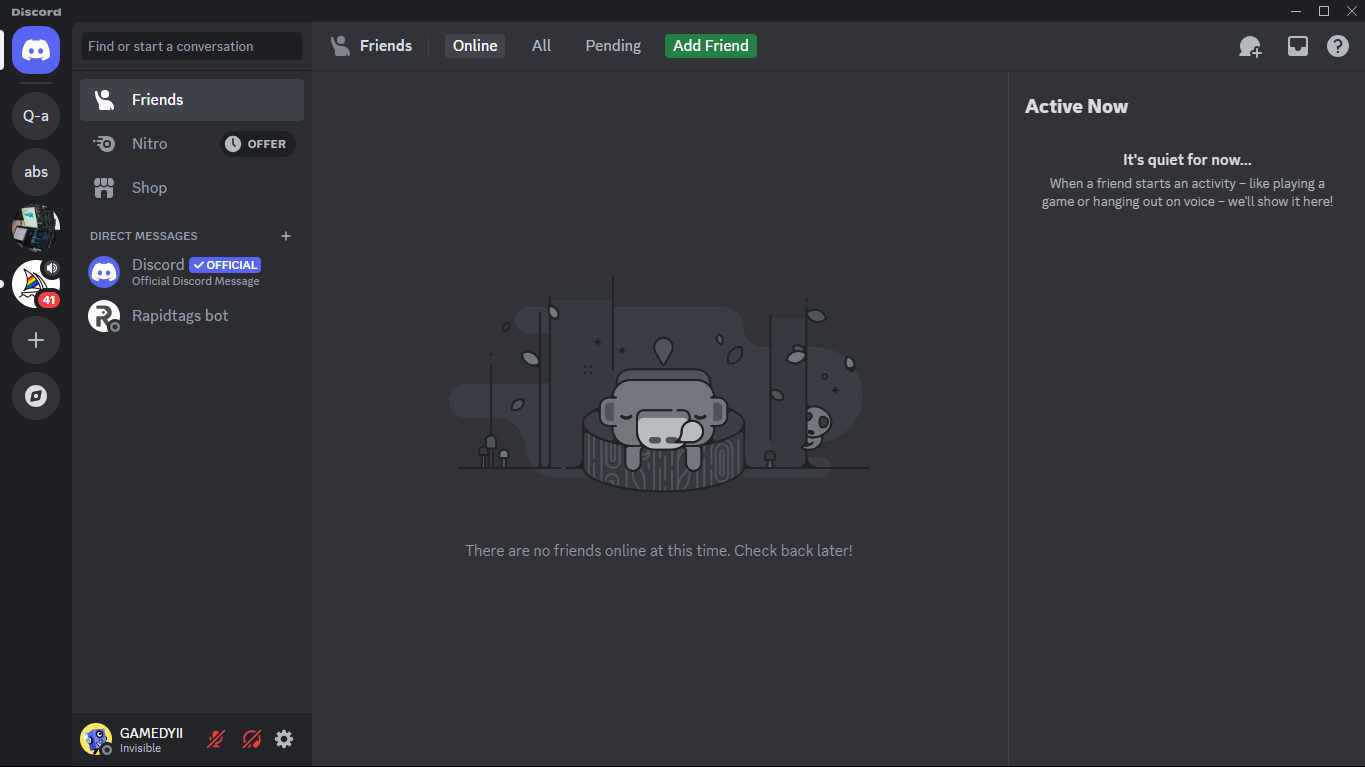 Discord
Find or start a conversation
Friends
Online
All
Pending
Add Friend
Q-a
abs
41
Friends
Nitro
OFFER
Shop
DIRECT MESSAGES
Discord
OFFICIAL
Official Discord Message
Rapidtags bot
There are no friends online at this time. Check back later!
Active Now
It's quiet for now...
When a friend starts an activity – like playing a
game or hanging out on voice – we'll show it here!
GAMEDYII
Invisible